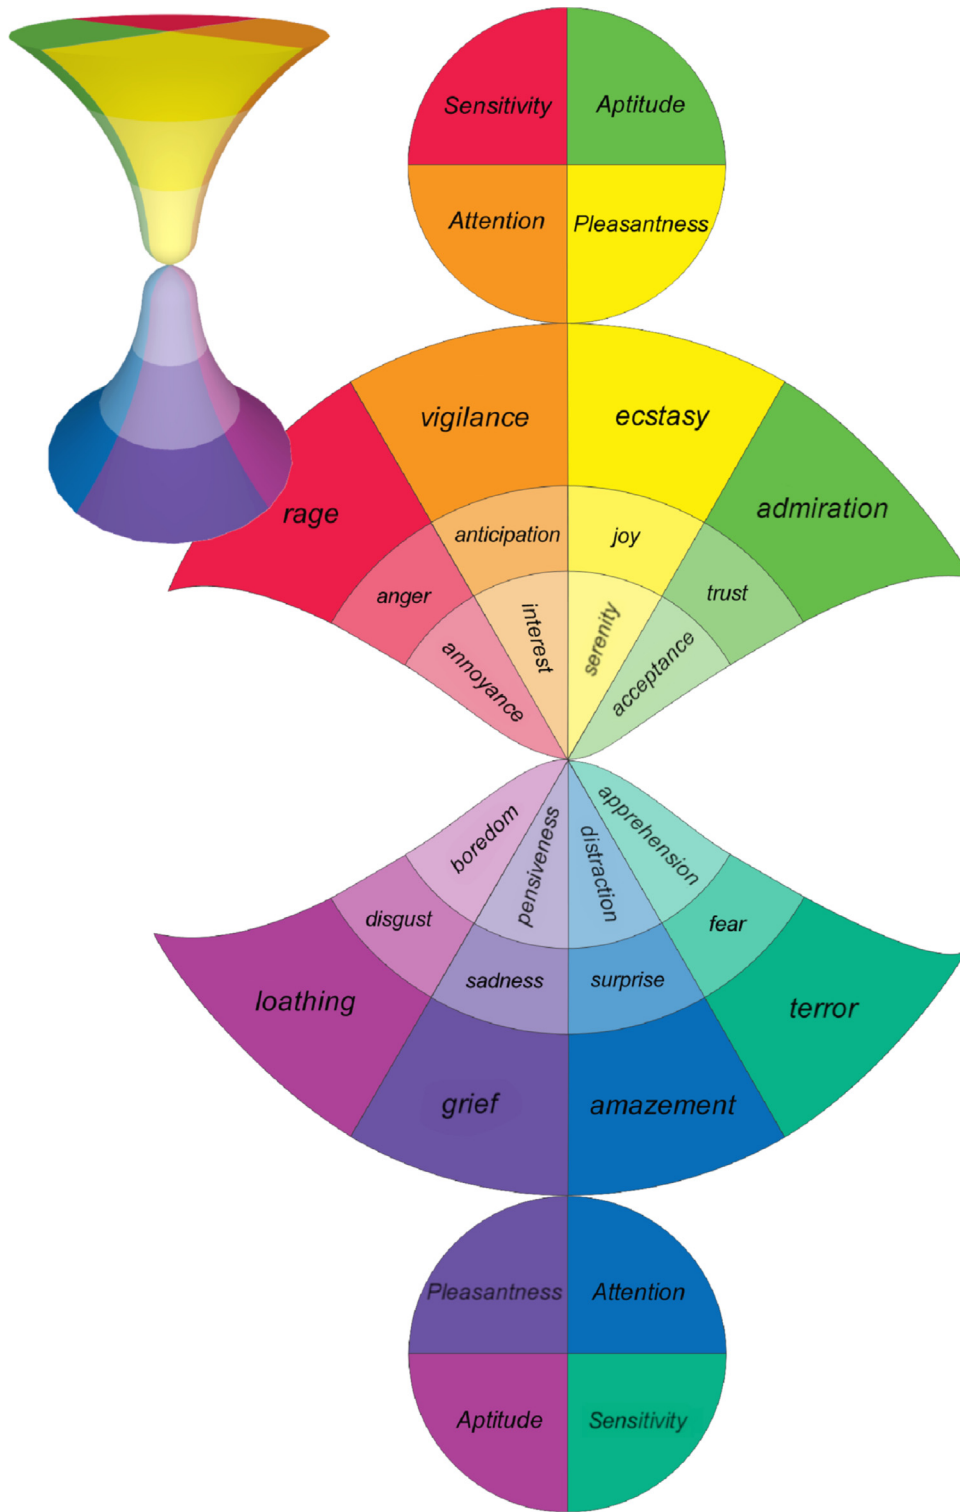 Sensitivity
Aptitude
Attention
Pleasantness
rage
vigilance
ecstasy
admiration
anger
anticipation
joy
trust
annoyance
interest
serenity
acceptance
boredom
pensiveness
distraction
apprehension
disgust
sadness
surprise
fear
loathing
grief
amazement
terror
Pleasantness
Attention
Aptitude
Sensitivity